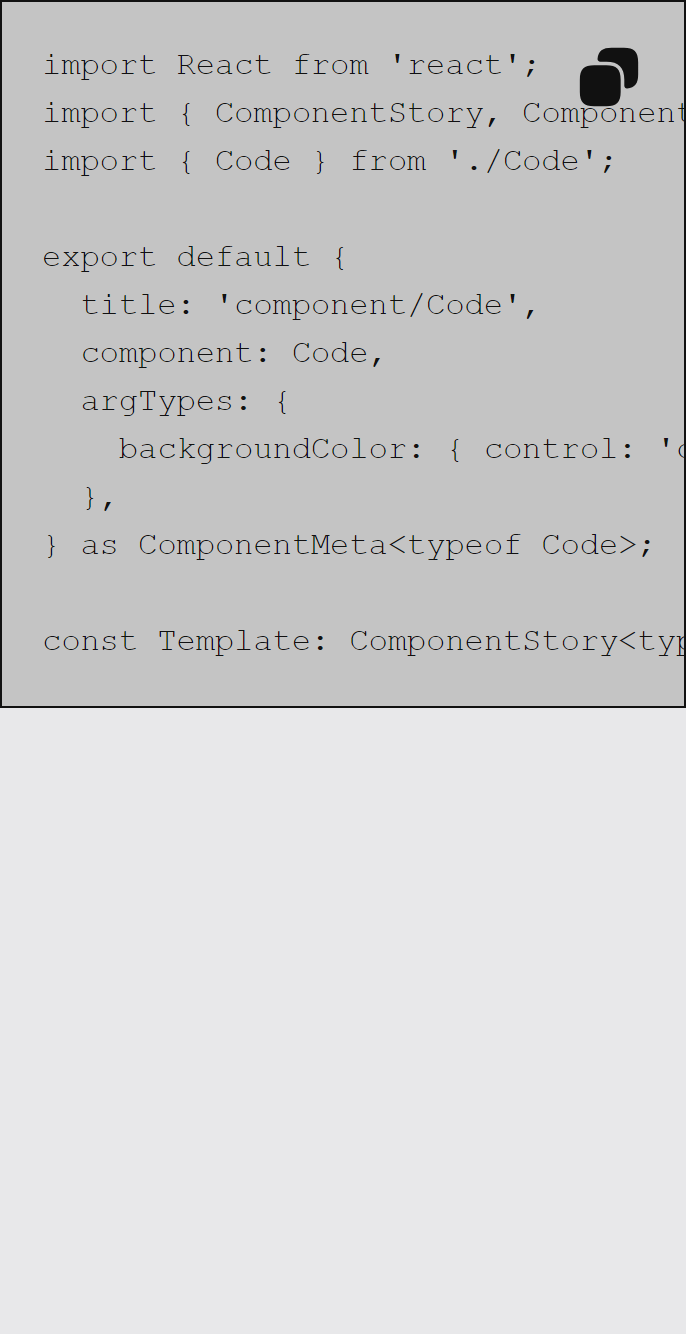 import React from 'react';
import { ComponentStory, Component
import { Code } from './Code';
export default {
  title: 'component/Code',
  component: Code,
  argTypes: {
    backgroundColor: { control: 'c
  },
} as ComponentMeta<typeof Code>;
const Template: ComponentStory<typ